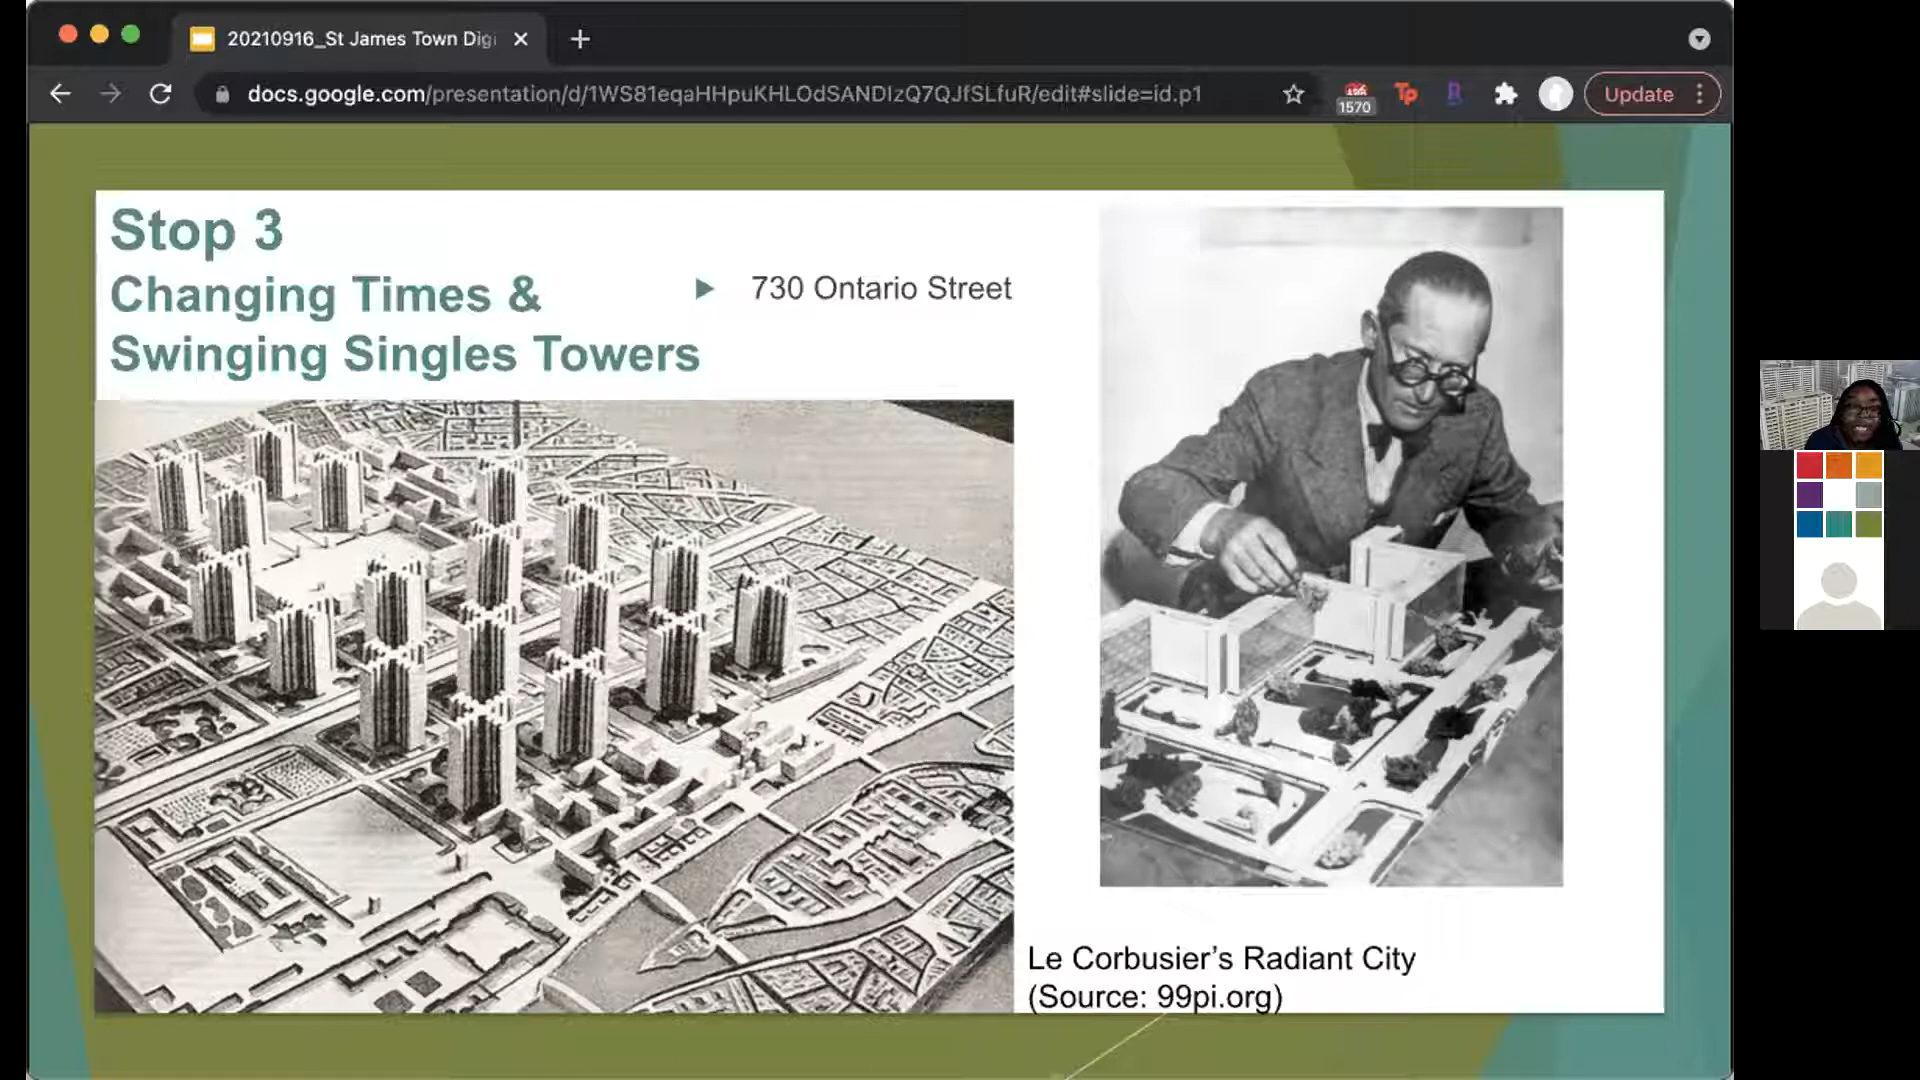 20210916_St James Town Digi
docs.google.com/presentation/d/1WS81eqaHHpuKHLOdSANDIzQ7QJfSLfuR/edit#slide=id.p1
1570
Tp
R
Update
Stop 3
Changing Times &
Swinging Singles Towers
730 Ontario Street
Le Corbusier’s Radiant City
(Source: 99pi.org)